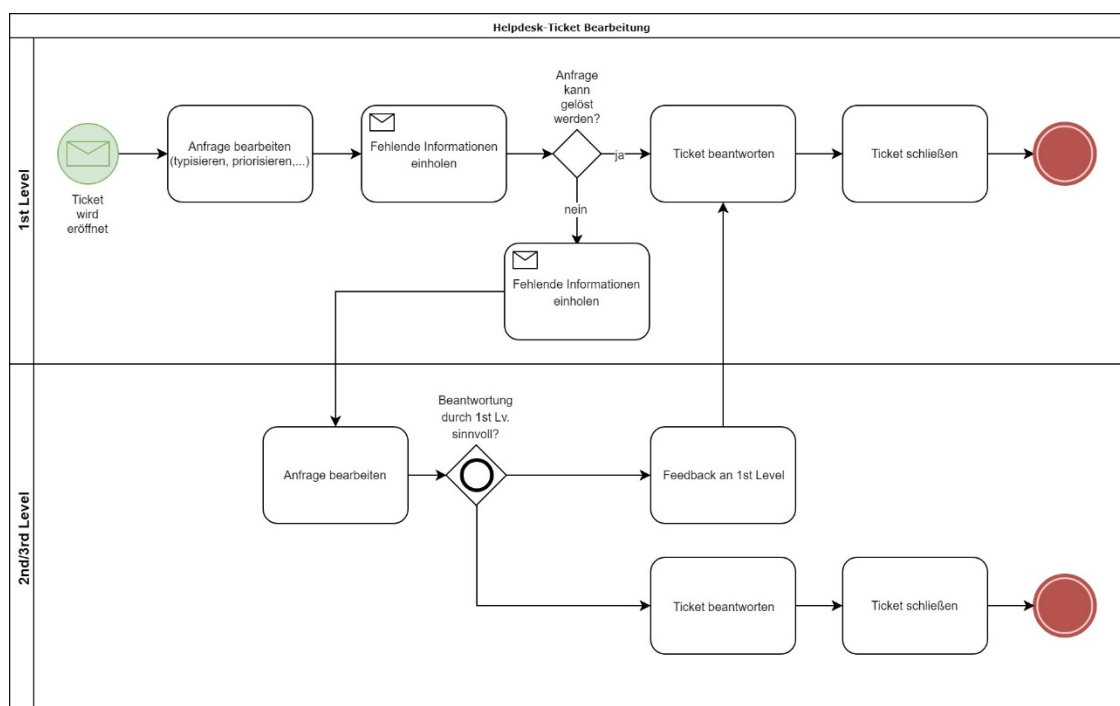 Helpdesk-Ticket Bearbeitung
1st Level
Ticket
wird
eröffnet
Anfrage bearbeiten
(typisieren, priorisieren,...)
Fehlende Informationen
einholen
Anfrage
kann
gelöst
werden?
ja
nein
Ticket beantworten
Ticket schließen
Fehlende Informationen
einholen
2nd/3rd Level
Anfrage bearbeiten
Beantwortung
durch 1st Lv.
sinnvoll?
Feedback an 1st Level
Ticket beantworten
Ticket schließen